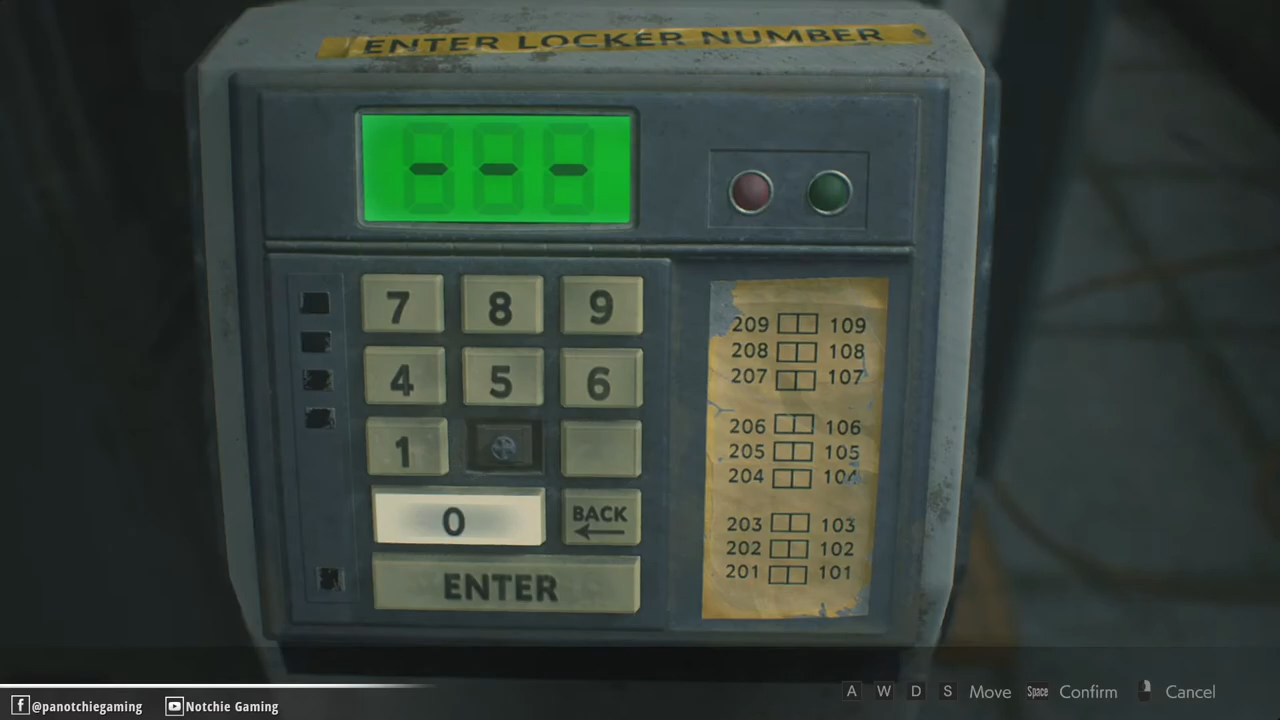 ENTER LOCKER NUMBER
7 8 9
4 5 6
1
0 BACK
ENTER
209 109
208 108
207 107
206 106
205 105
204 104
203 103
202 102
201 101
A W D S Move Space Confirm Cancel
f @panotchiegaming Notchie Gaming